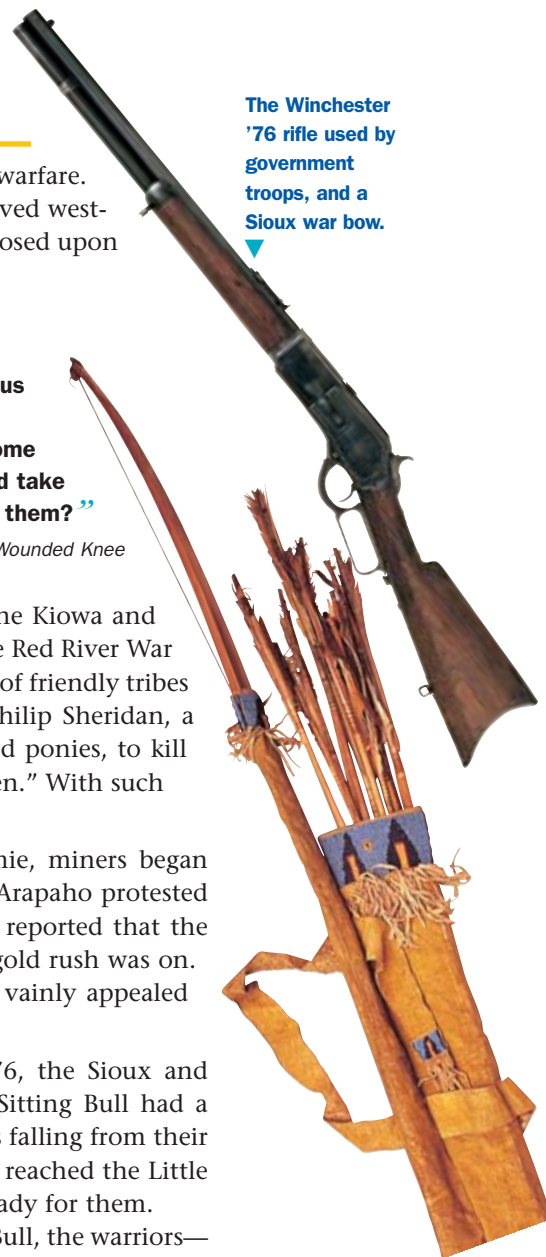 The Winchester
’76 rifle used by
government
troops, and a
Sioux war bow.
warfare.
ved west-
osed upon
us
ome
d take
them?”
Wounded Knee
he Kiowa and
e Red River War
of friendly tribes
hilip Sheridan, a
d ponies, to kill
en.” With such
nie, miners began
Arapaho protested
reported that the
gold rush was on.
vainly appealed
76, the Sioux and
Sitting Bull had a
s falling from their
reached the Little
ady for them.
Bull, the warriors—